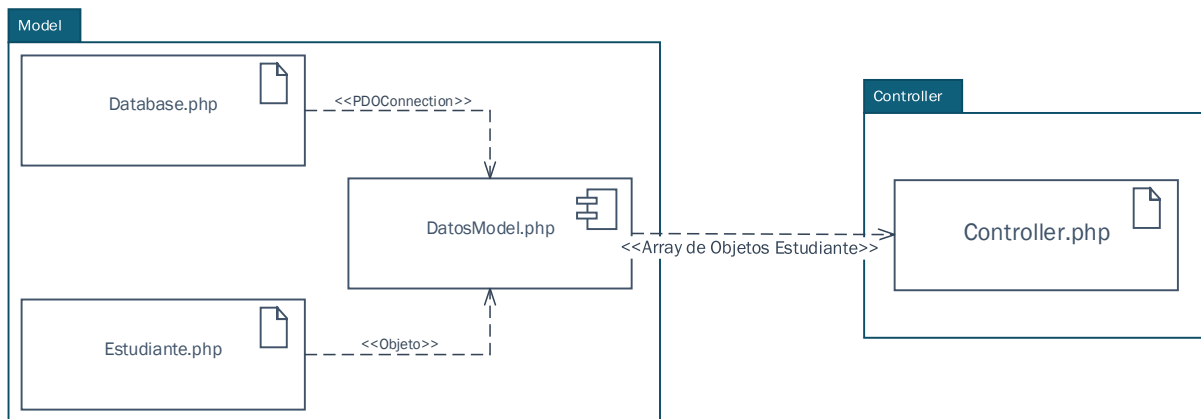 Model
Database.php
<<PDOConnection>>
Controller
DatosModel.php
Controller.php
<<Array de Objetos Estudiante>>
Estudiante.php
<<Objeto>>